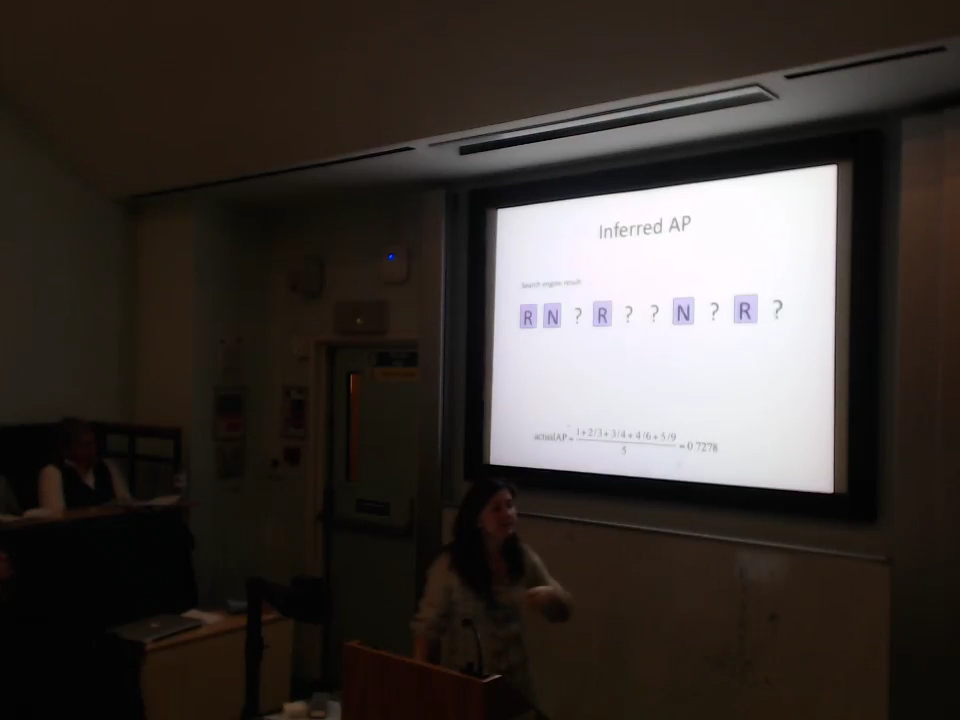 Inferred AP
Search engine result
R N ? R ? ? N ? R ?
actualAP = (1 + 2/3 + 3/4 + 4/6 + 5/9) / 5 = 0.7278